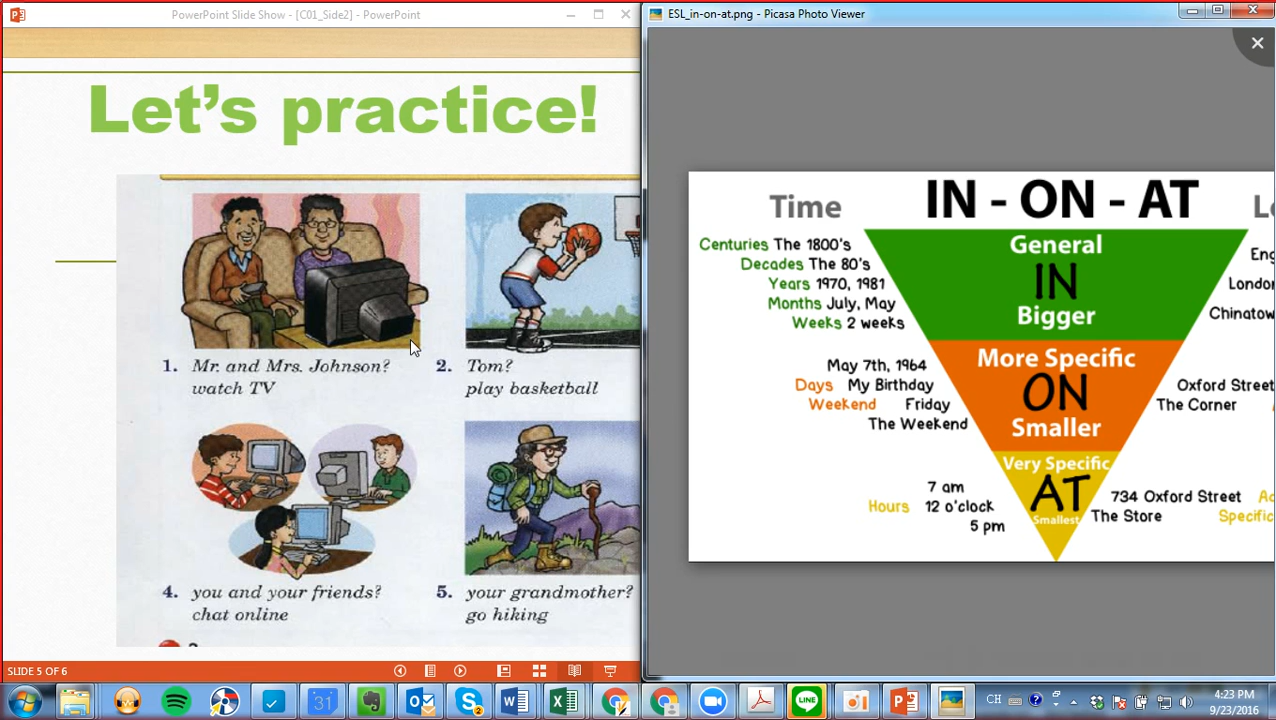 PowerPoint Slide Show - [C01_Side2] - PowerPoint
Let's practice!
1. Mr. and Mrs. Johnson?
watch TV
2. Tom?
play basketball
4. you and your friends?
chat online
5. your grandmother?
go hiking
SLIDE 5 OF 6
ESL_in-on-at.png - Picasa Photo Viewer
Time
IN - ON - AT
Centuries The 1800's
Decades The 80's
Years 1970, 1981
Months July, May
Weeks 2 weeks
General
IN
Bigger
Chinatow
London
Eng
May 7th, 1964
Days My Birthday
Weekend Friday
The Weekend
More Specific
ON
Smaller
Oxford Street
The Corner
7 am
Hours 12 o'clock
5 pm
Very Specific
AT
Smallest
734 Oxford Street
The Store
Specific
CH
4:23 PM
9/23/2016